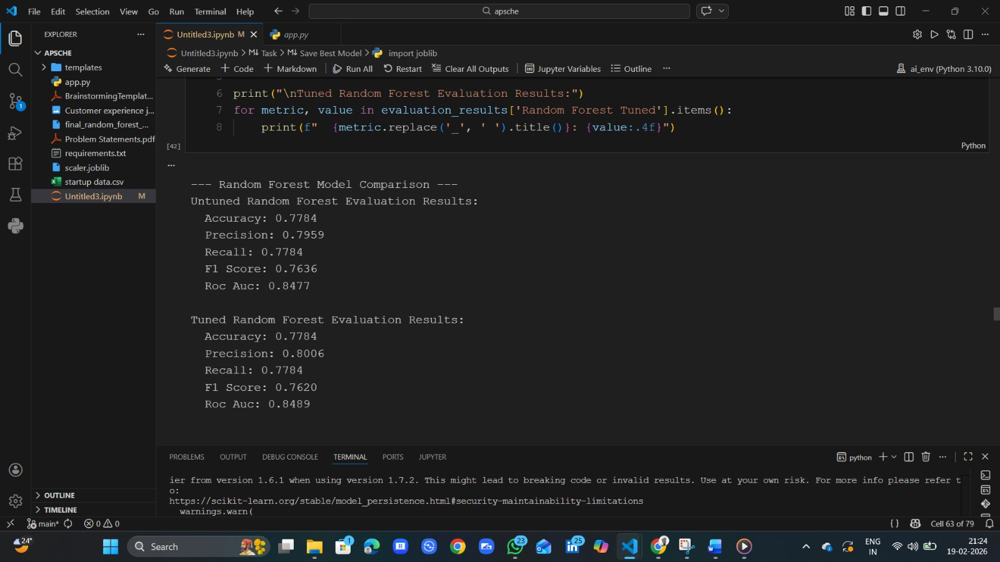 File Edit Selection View Go Run Terminal Help
apsche
EXPLORER
APSCHE
templates
app.py
BrainstormingTemplat...
Customer experience j...
final_random_forest_...
Problem Statements.pdf
requirements.txt
scaler.joblib
startup data.csv
Untitled3.ipynb M
OUTLINE
TIMELINE
Untitled3.ipynb M
app.py
Untitled3.ipynb > M↓ Task > M↓ Save Best Model > import joblib
Generate + Code + Markdown Run All Restart Clear All Outputs Jupyter Variables Outline ...
ai_env (Python 3.10.0)
6 print("\nTuned Random Forest Evaluation Results:")
7 for metric, value in evaluation_results['Random Forest Tuned'].items():
8 print(f"  {metric.replace('_', ' ').title()}: {value:.4f}")
[42]
Python
...
--- Random Forest Model Comparison ---
Untuned Random Forest Evaluation Results:
Accuracy: 0.7784
Precision: 0.7959
Recall: 0.7784
F1 Score: 0.7636
Roc Auc: 0.8477
Tuned Random Forest Evaluation Results:
Accuracy: 0.7784
Precision: 0.8006
Recall: 0.7784
F1 Score: 0.7620
Roc Auc: 0.8489
PROBLEMS OUTPUT DEBUG CONSOLE TERMINAL PORTS JUPYTER
python
ier from version 1.6.1 when using version 1.7.2. This might lead to breaking code or invalid results. Use at your own risk. For more info please refer t
o:
https://scikit-learn.org/stable/model_persistence.html#security-maintainability-limitations
warnings.warn(
main* 0 0
{ } Cell 63 of 79
24°
Search
1
23
25
ENG
IN
21:24
19-02-2026